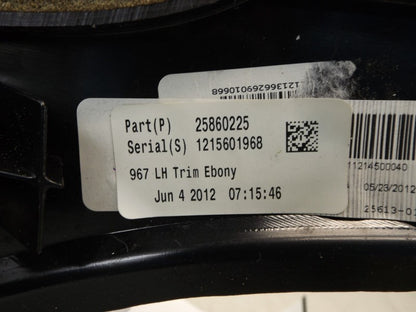 121366269010668
Part(P) 25860225
Serial(S) 1215601968
967 LH Trim Ebony
Jun 4 2012 07:15:46
11214500040
05/23/2012
25613-0